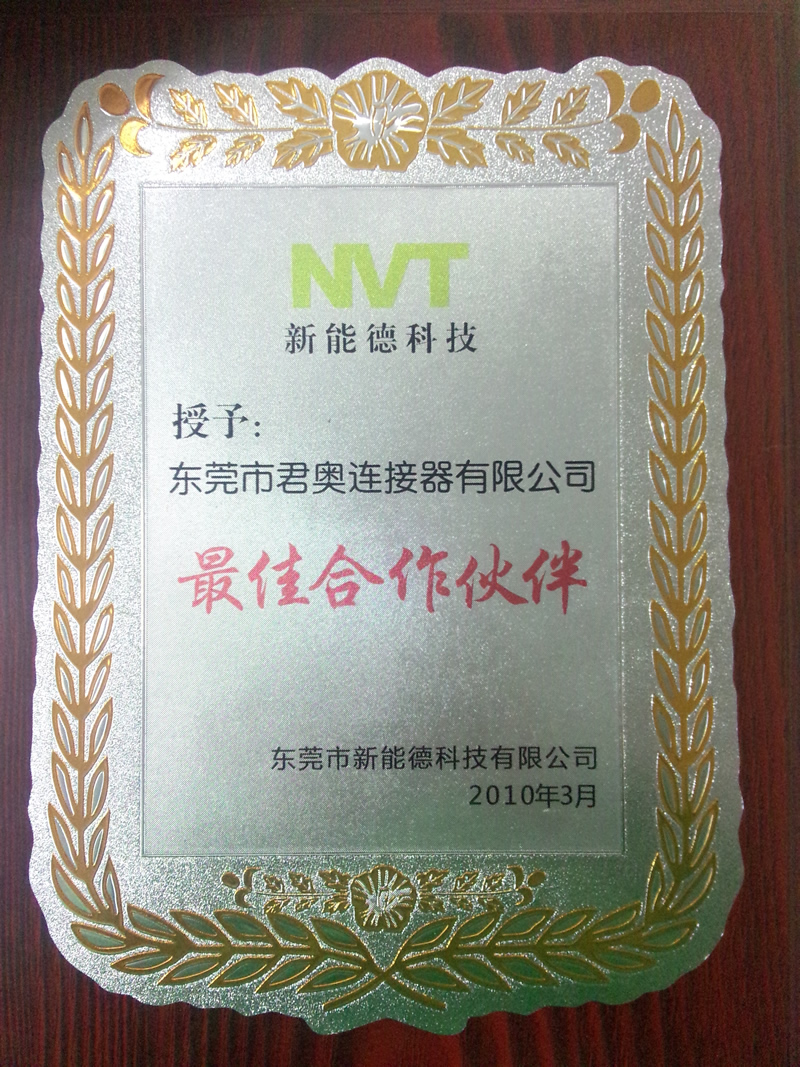 NVT
新能德科技
授予:
东莞市君奥连接器有限公司
最佳合作伙伴
东莞市新能德科技有限公司
2010年3月